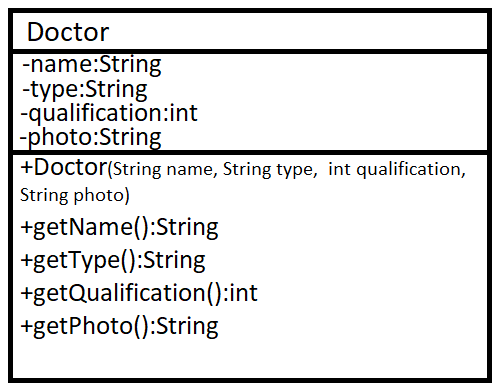 Doctor
-name:String
-type:String
-qualification:int
-photo:String
+Doctor(String name, String type,  int qualification,
String photo)
+getName():String
+getType():String
+getQualification():int
+getPhoto():String